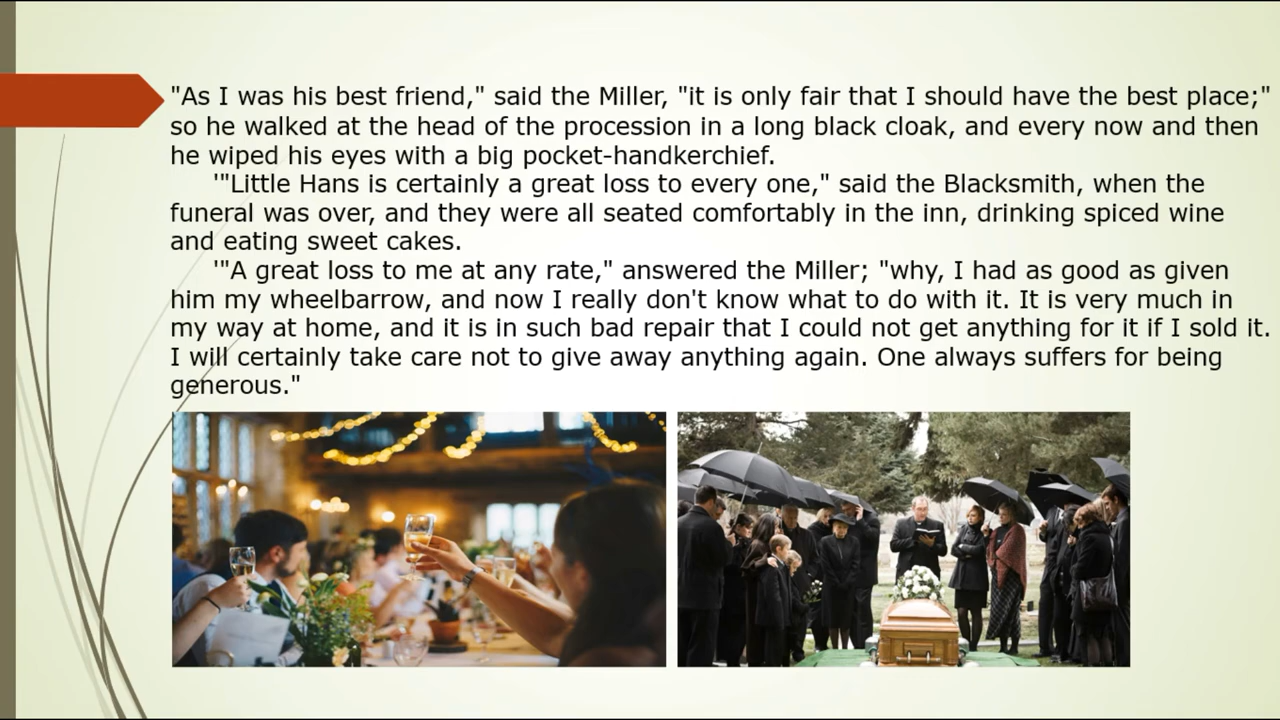 "As I was his best friend," said the Miller, "it is only fair that I should have the best place;"
so he walked at the head of the procession in a long black cloak, and every now and then
he wiped his eyes with a big pocket-handkerchief.
'"Little Hans is certainly a great loss to every one," said the Blacksmith, when the
funeral was over, and they were all seated comfortably in the inn, drinking spiced wine
and eating sweet cakes.
'"A great loss to me at any rate," answered the Miller; "why, I had as good as given
him my wheelbarrow, and now I really don't know what to do with it. It is very much in
my way at home, and it is in such bad repair that I could not get anything for it if I sold it.
I will certainly take care not to give away anything again. One always suffers for being
generous."